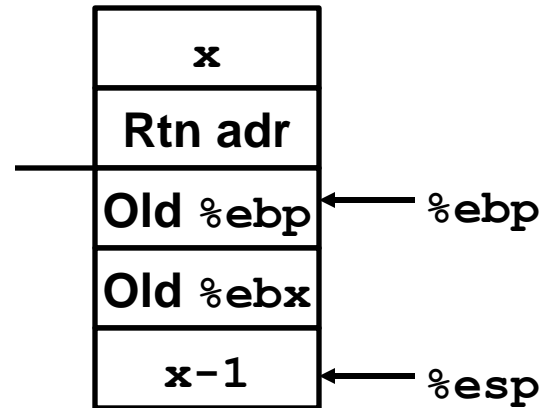 x
Rtn adr
Old %ebp
%ebp
Old %ebx
x-1
%esp